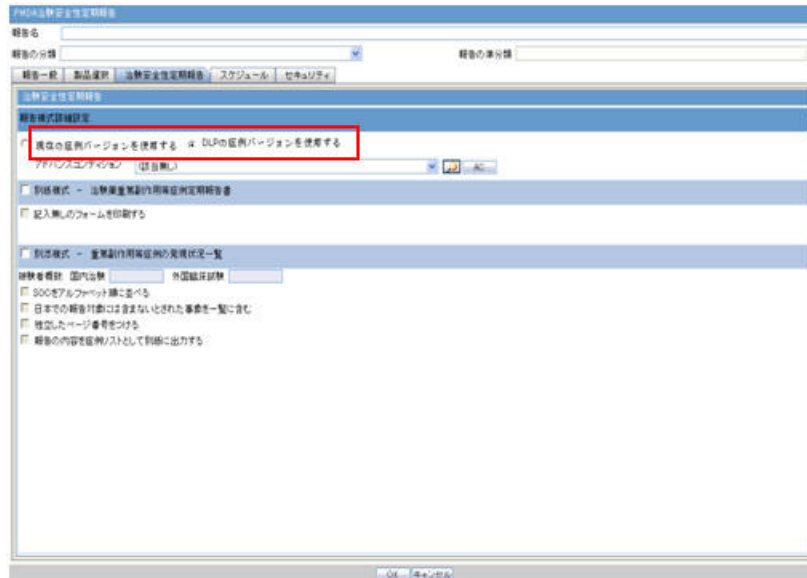 PMDA治験安全性定期報告
報告名
報告の分類 報告の準分類
報告一般 製品選択 治験安全性定期報告 スケジュール セキュリティ
治験安全性定期報告
報告様式詳細設定
現在の症例バージョンを使用する DLPの症例バージョンを使用する
アドバンスコンディション (該当無し) AC
別紙様式 - 治験薬重篤副作用等症例定期報告書
記入無しのフォームを印刷する
別添様式 - 重篤副作用等症例の発現状況一覧
被験者概数 国内治験 外国臨床試験
SOCをアルファベット順に並べる
日本での報告対象には含まないとされた事象を一覧に含む
独立したページ番号をつける
報告の内容を症例リストとして別紙に出力する
OK キャンセル